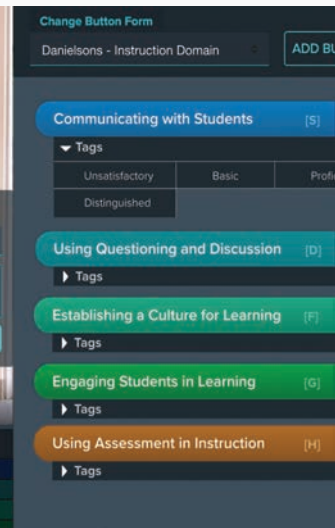 Change Button Form
Danielsons - Instruction Domain
ADD BU
Communicating with Students [S]
Tags
Unsatisfactory Basic Profic
Distinguished
Using Questioning and Discussion [D]
Tags
Establishing a Culture for Learning [F]
Tags
Engaging Students in Learning [G]
Tags
Using Assessment in Instruction [H]
Tags